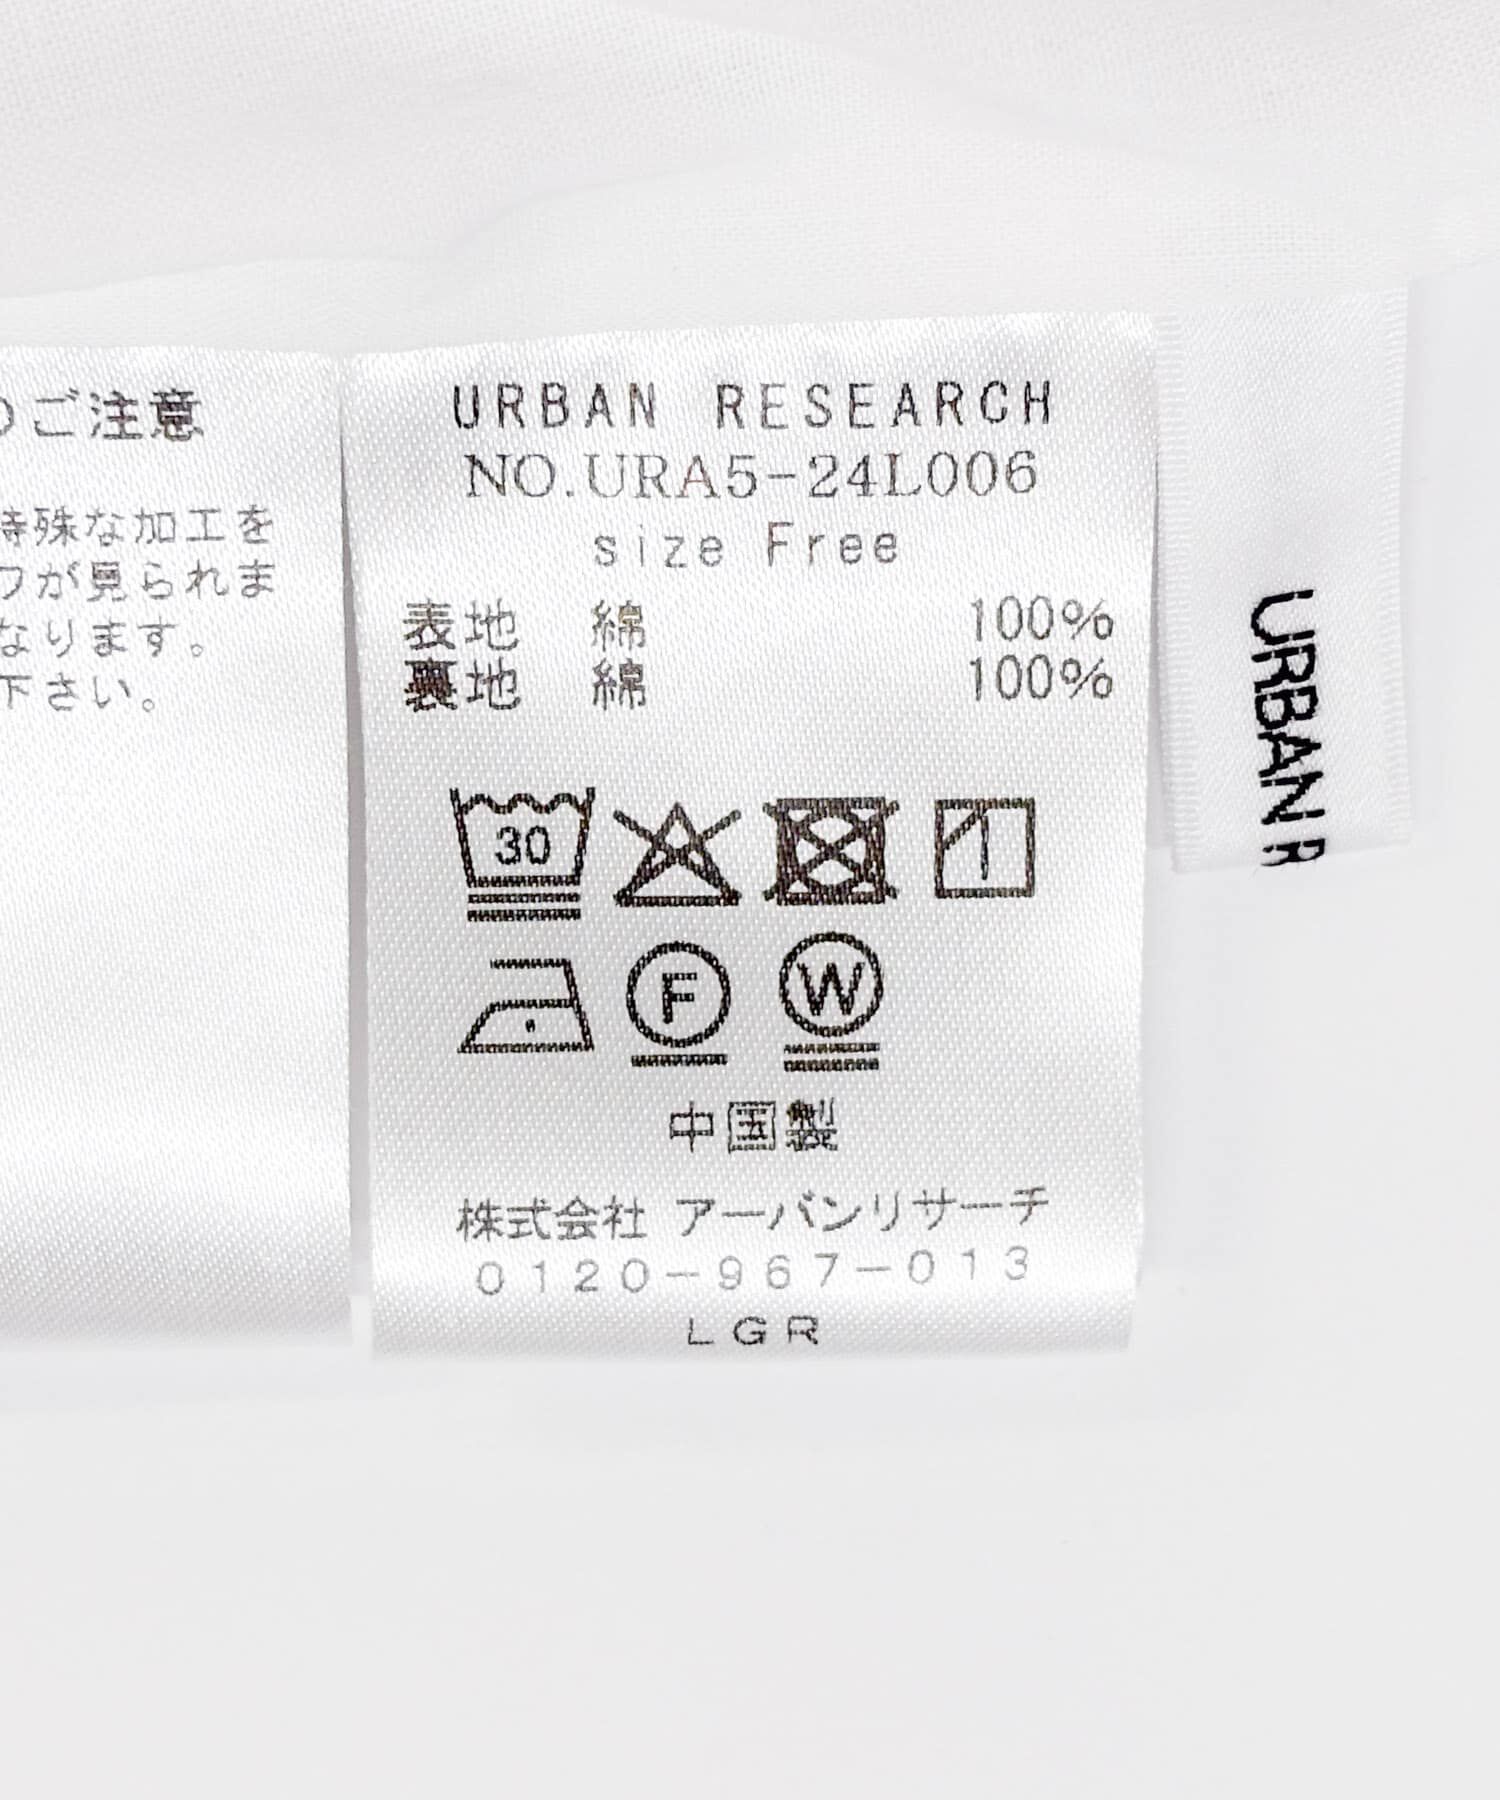 ご注意
特殊な加工を
ワが見られま
なります。
下さい。
URBAN RESEARCH
NO.URA5-24L006
size Free
表地 綿 100%
裏地 綿 100%
30
F
W
中国製
株式会社 アーバンリサーチ
0120-967-013
LGR
URBAN R